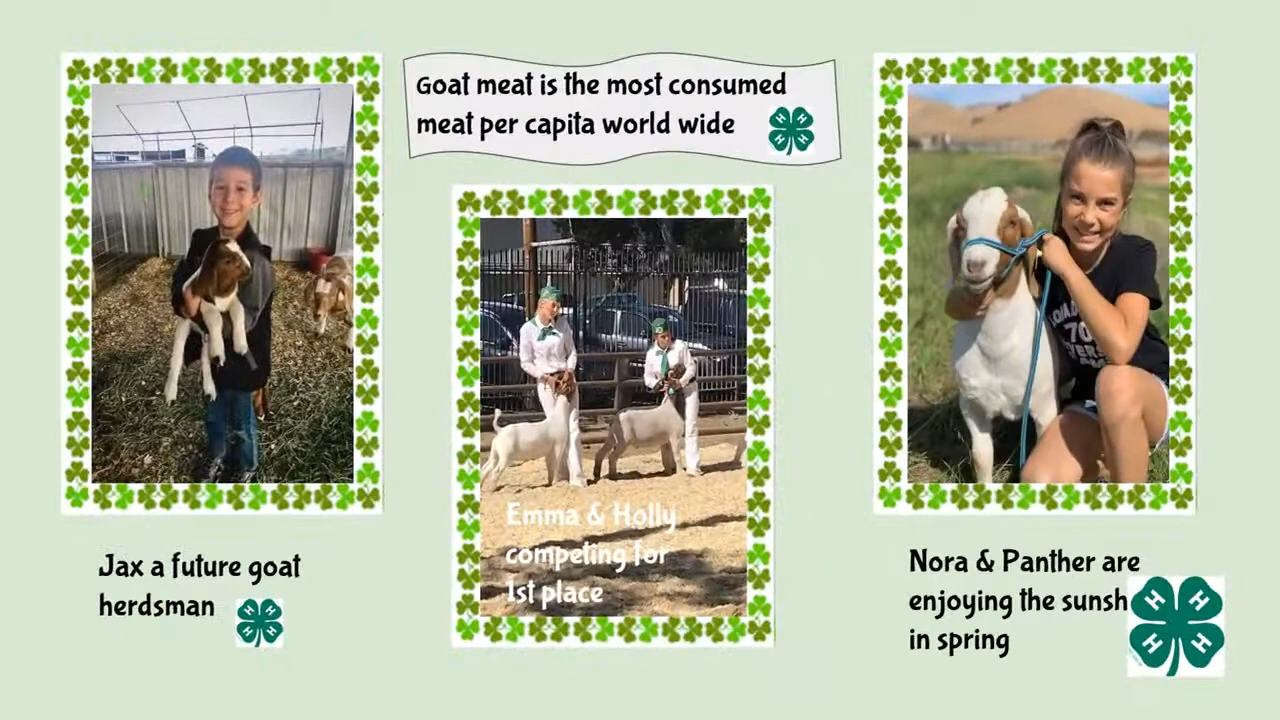 Goat meat is the most consumed
meat per capita world wide
Jax a future goat
herdsman
Emma & Holly
competing for
1st place
Nora & Panther are
enjoying the sunsh
in spring
H H
H H
H H
H H
H H
H H